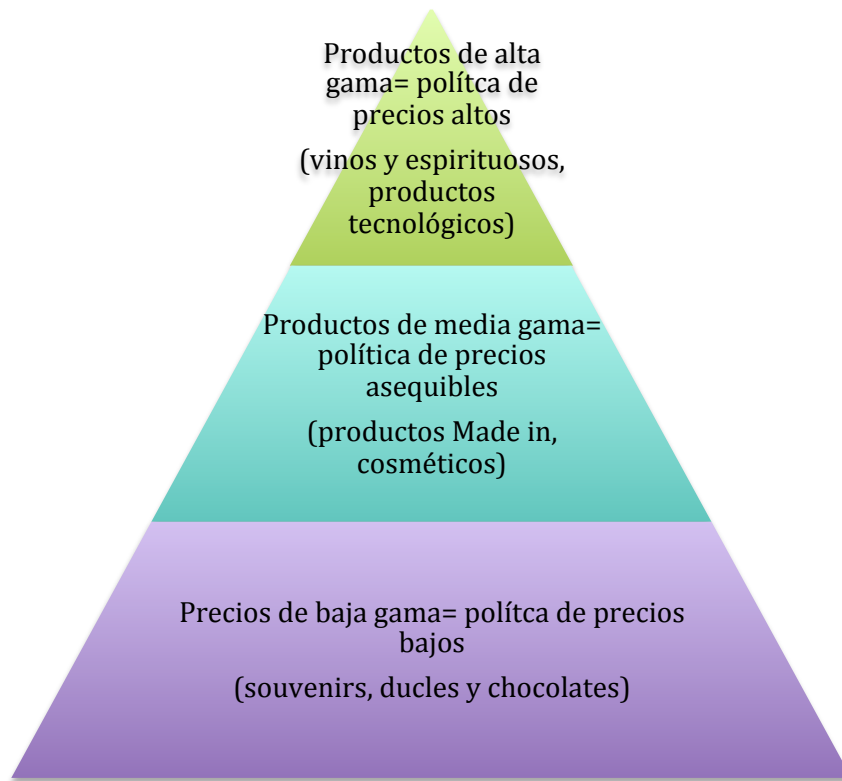 Productos de alta
gama= polítca de
precios altos
(vinos y espirituosos,
productos
tecnológicos)
Productos de media gama=
política de precios
asequibles
(productos Made in,
cosméticos)
Precios de baja gama= polítca de precios
bajos
(souvenirs, ducles y chocolates)